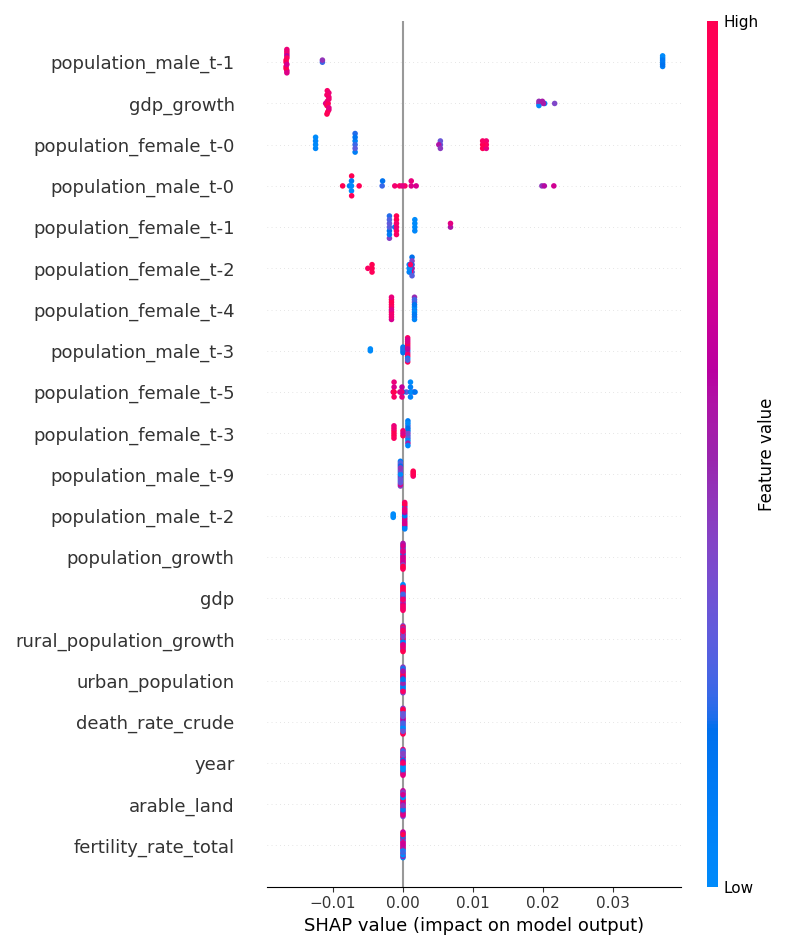 High
population_male_t-1
gdp_growth
population_female_t-0
population_male_t-0
population_female_t-1
population_female_t-2
population_female_t-4
population_male_t-3
population_female_t-5
population_female_t-3
population_male_t-9
population_male_t-2
population_growth
gdp
rural_population_growth
urban_population
death_rate_crude
year
arable_land
fertility_rate_total
Feature value
Low
−0.01 0.00 0.01 0.02 0.03
SHAP value (impact on model output)